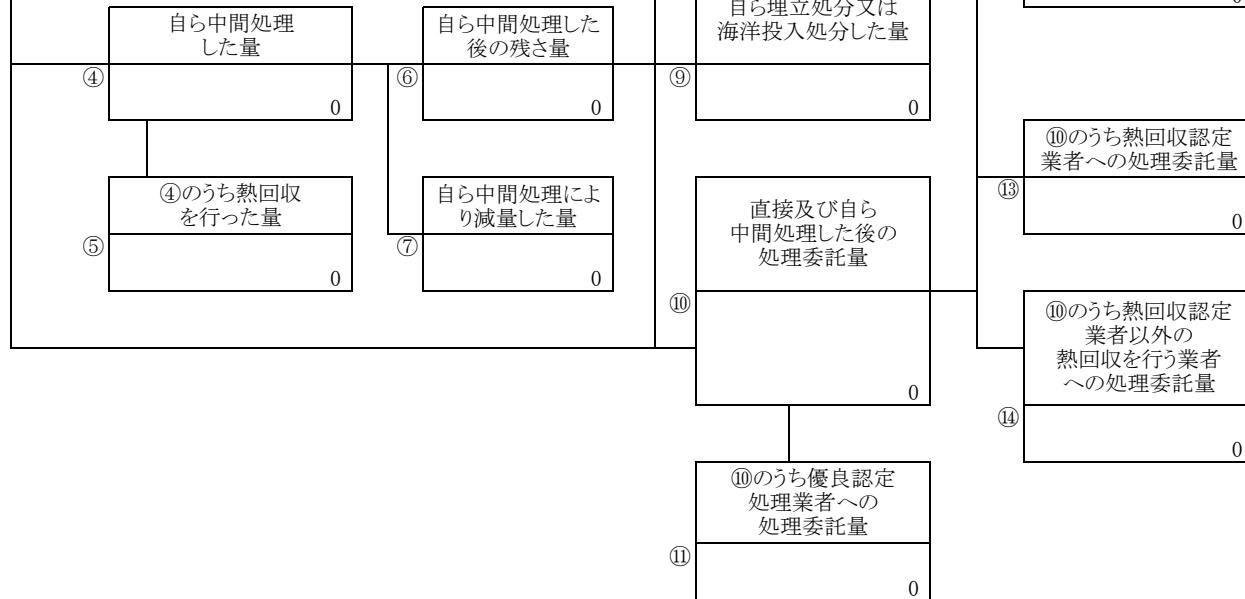 自ら中間処理
した量
④
0
自ら中間処理した
後の残さ量
⑥
0
自ら埋立処分又は
海洋投入処分した量
⑨
0
0
④のうち熱回収
を行った量
⑤
0
自ら中間処理によ
り減量した量
⑦
0
直接及び自ら
中間処理した後の
処理委託量
⑩
0
⑩のうち熱回収認定
業者への処理委託量
⑬
0
⑩のうち熱回収認定
業者以外の
熱回収を行う業者
への処理委託量
⑭
0
⑩のうち優良認定
処理業者への
処理委託量
⑪
0